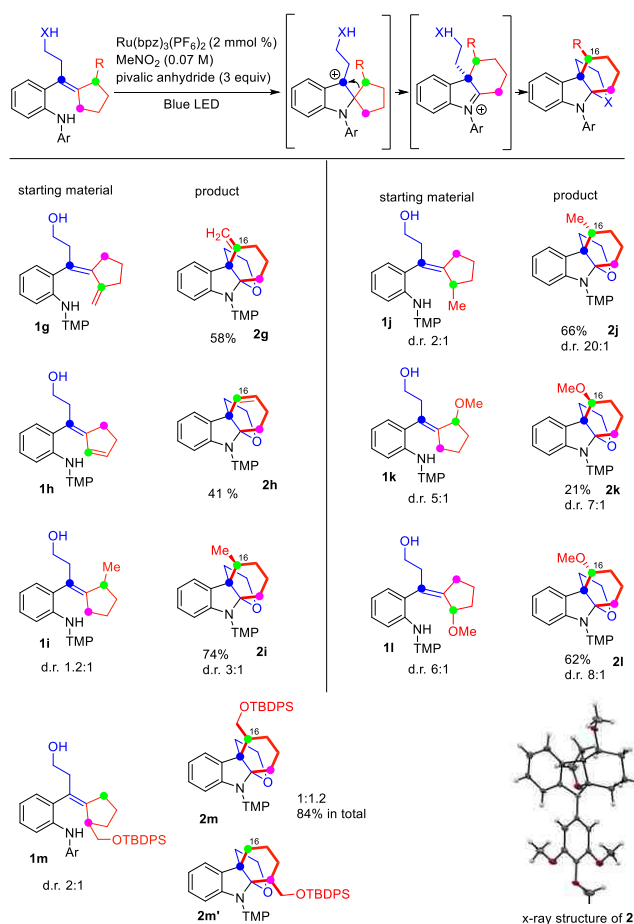 XH
R
NH
Ar
Ru(bpz)3(PF6)2 (2 mmol %)
MeNO2 (0.07 M)
pivalic anhydride (3 equiv)
Blue LED
XH
R
16
N
Ar
XH
R
16
N
Ar
R
16
X
N
Ar
starting material
product
OH
NH
TMP
1g
H2C
16
O
N
TMP
58%
2g
OH
NH
TMP
1h
16
O
N
TMP
41 %
2h
OH
Me
NH
TMP
1i
d.r. 1.2:1
Me
16
O
N
TMP
74%
2i
d.r. 3:1
starting material
product
OH
NH
Me
TMP
1j
d.r. 2:1
Me
16
O
N
TMP
66%
2j
d.r. 20:1
OH
OMe
NH
TMP
1k
d.r. 5:1
MeO
16
O
N
TMP
21%
2k
d.r. 7:1
OH
NH
OMe
TMP
1l
d.r. 6:1
MeO
16
O
N
TMP
62%
2l
d.r. 8:1
OH
NH
OTBDPS
Ar
1m
d.r. 2:1
OTBDPS
16
O
N
TMP
2m
1:1.2
84% in total
16
O
OTBDPS
N
TMP
2m'
x-ray structure of 2